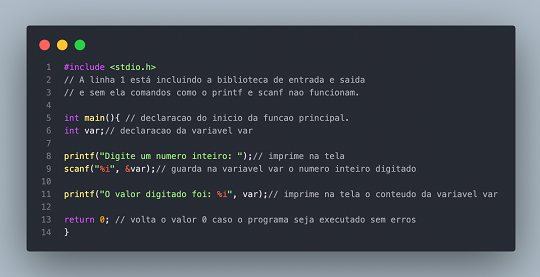 1 #include <stdio.h>
2 // A linha 1 está incluindo a biblioteca de entrada e saida
3 // e sem ela comandos como o printf e scanf nao funcionam.
4
5 int main(){ // declaracao do inicio da funcao principal.
6 int var;// declaracao da variavel var
7
8 printf("Digite um numero inteiro: ");// imprime na tela
9 scanf("%i", &var);// guarda na variavel var o numero inteiro digitado
10
11 printf("O valor digitado foi: %i", var);// imprime na tela o conteudo da variavel var
12
13 return 0; // volta o valor 0 caso o programa seja executado sem erros
14 }